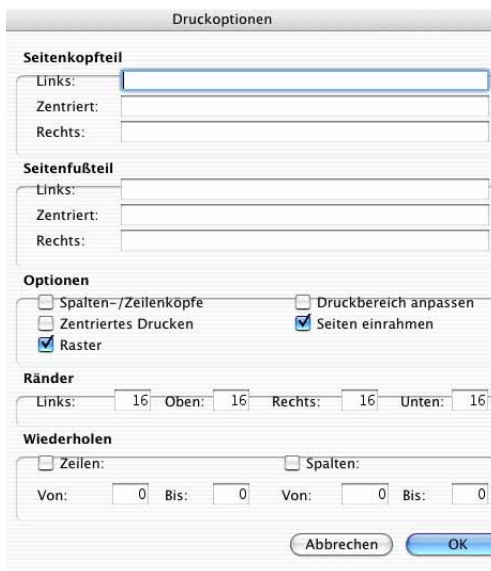 Druckoptionen
Seitenkopfteil
Links:
Zentriert:
Rechts:
Seitenfußteil
Links:
Zentriert:
Rechts:
Optionen
Spalten-/Zeilenköpfe Druckbereich anpassen
Zentriertes Drucken Seiten einrahmen
Raster
Ränder
Links: 16 Oben: 16 Rechts: 16 Unten: 16
Wiederholen
Zeilen: Spalten:
Von: 0 Bis: 0 Von: 0 Bis: 0
Abbrechen OK